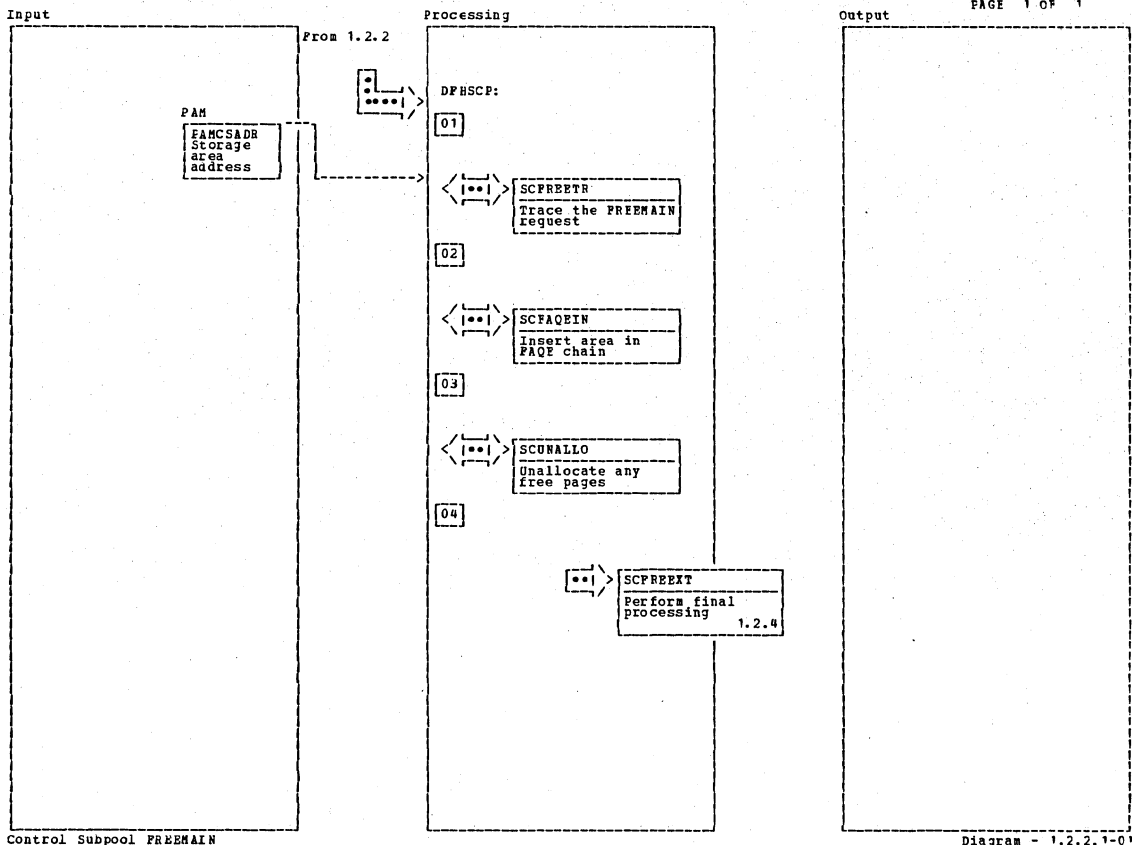 PAGE 1 OF 1
Input
Processing
Output
From 1.2.2
DFHSCP:
01
PAM
PAMCSADR
Storage
area
address
SCFREETR
Trace the FREEMAIN
request
02
SCFAQEIN
Insert area in
FAQE chain
03
SCUNALLO
Unallocate any
free pages
04
SCFREEXT
Perform final
processing
1.2.4
Control Subpool FREEMAIN
Diagram - 1.2.2.1-01